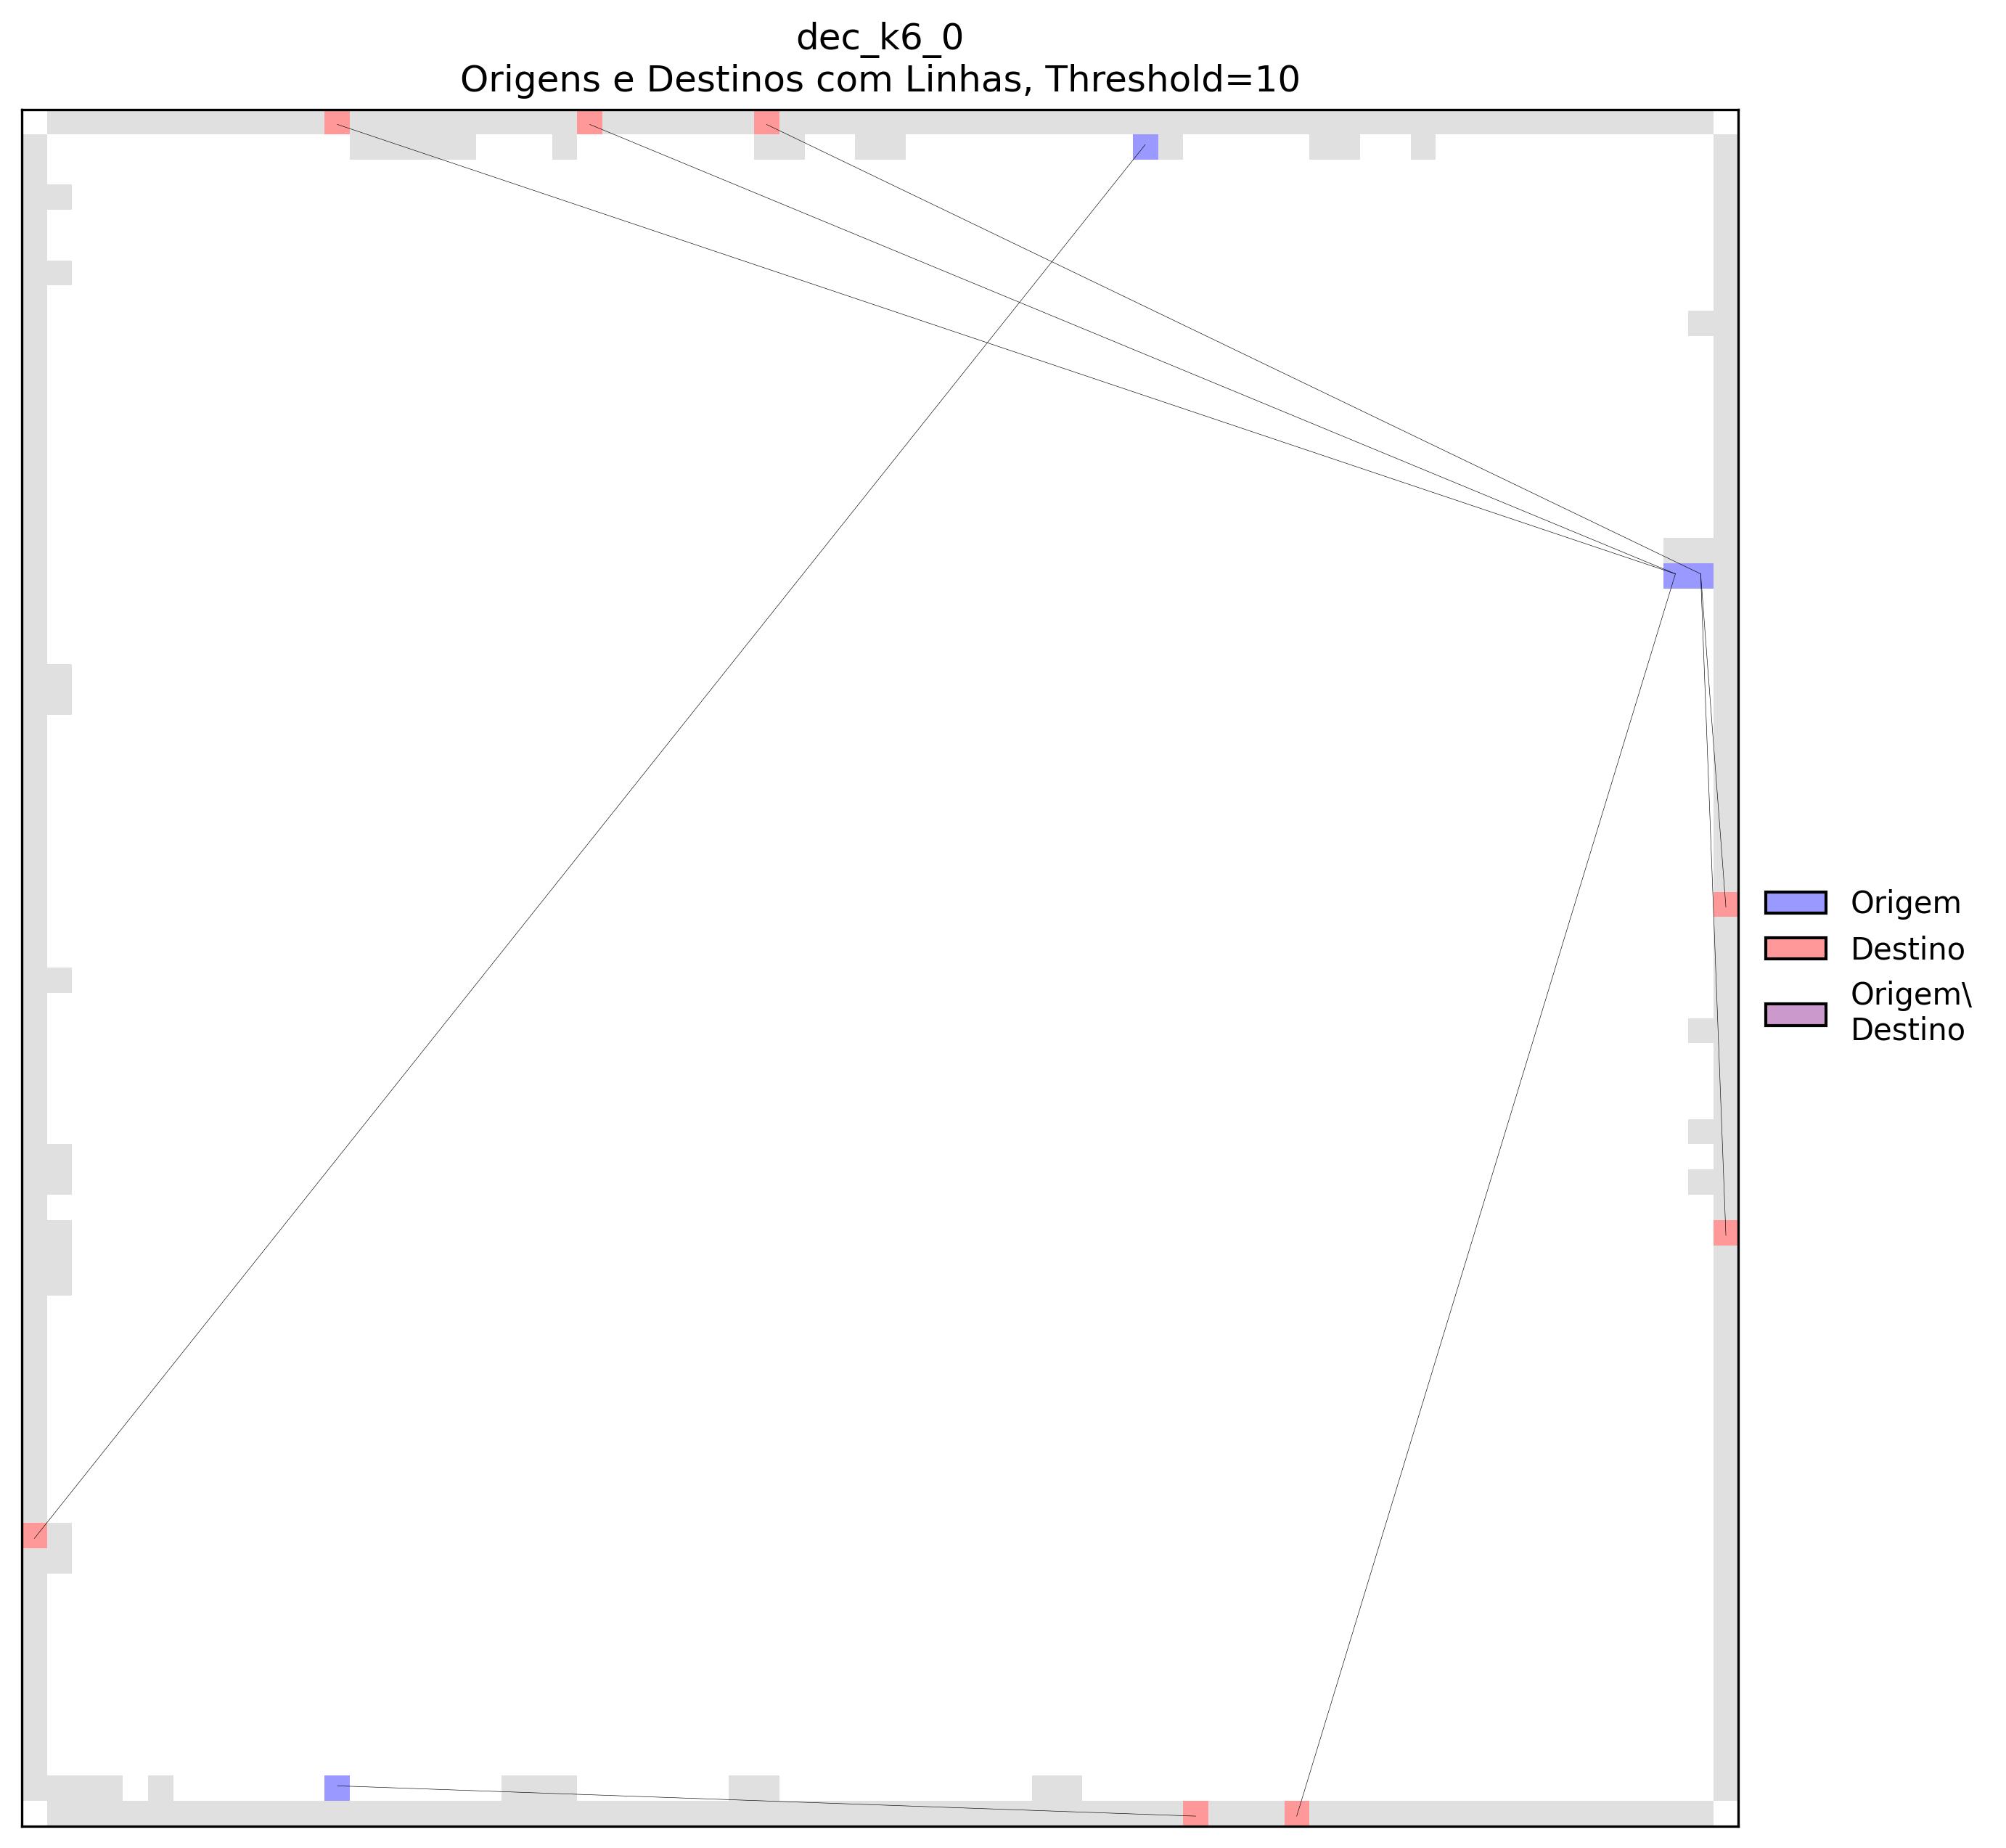 dec_k6_0
Origens e Destinos com Linhas, Threshold=10
Origem
Destino
Origem\
Destino